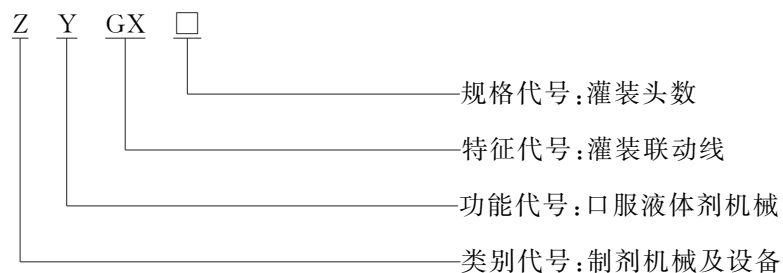 Z Y GX □
规格代号:灌装头数
特征代号:灌装联动线
功能代号:口服液体剂机械
类别代号:制剂机械及设备